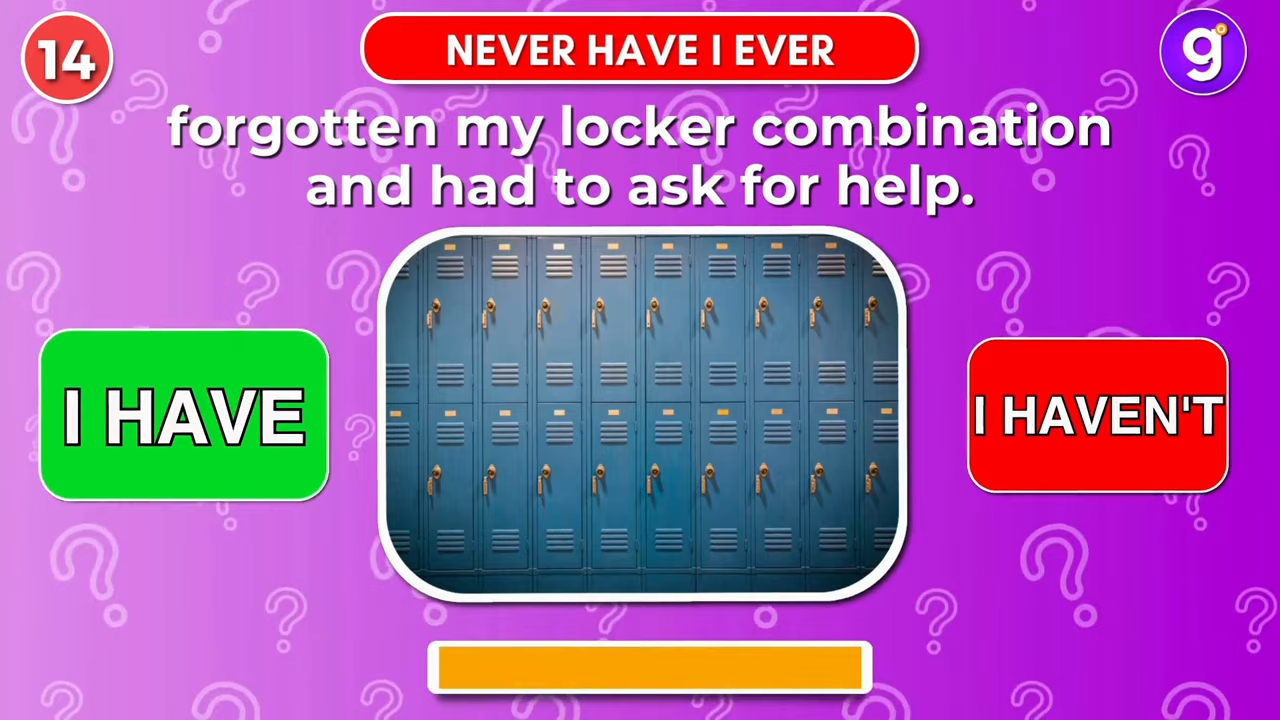 14
NEVER HAVE I EVER
g
forgotten my locker combination
and had to ask for help.
I HAVE
I HAVEN'T